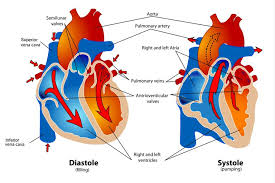 Semilunar
valves
Aorta
Pulmonary artery
Superior
vena cava
Right and left Atria
Pulmonary veins
Antrioventricular
valves
Inferior
vena cava
Right and left
ventricles
Diastole
(filling)
Systole
(pumping)